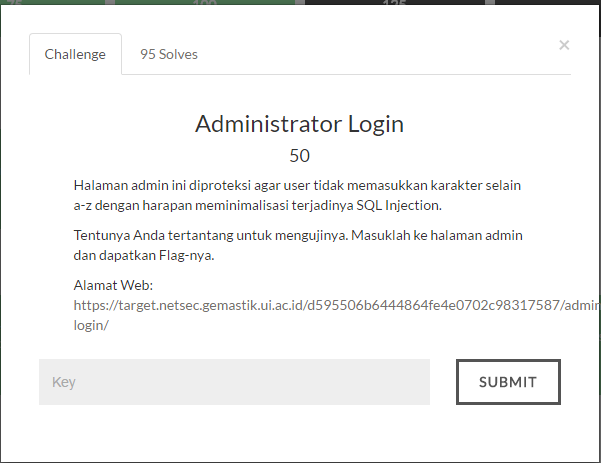 75 100 125
Challenge
95 Solves
×
Administrator Login
50
Halaman admin ini diproteksi agar user tidak memasukkan karakter selain
a-z dengan harapan meminimalisasi terjadinya SQL Injection.
Tentunya Anda tertantang untuk mengujinya. Masuklah ke halaman admin
dan dapatkan Flag-nya.
Alamat Web:
https://target.netsec.gemastik.ui.ac.id/d595506b6444864fe4e0702c98317587/admin
login/
Key
SUBMIT